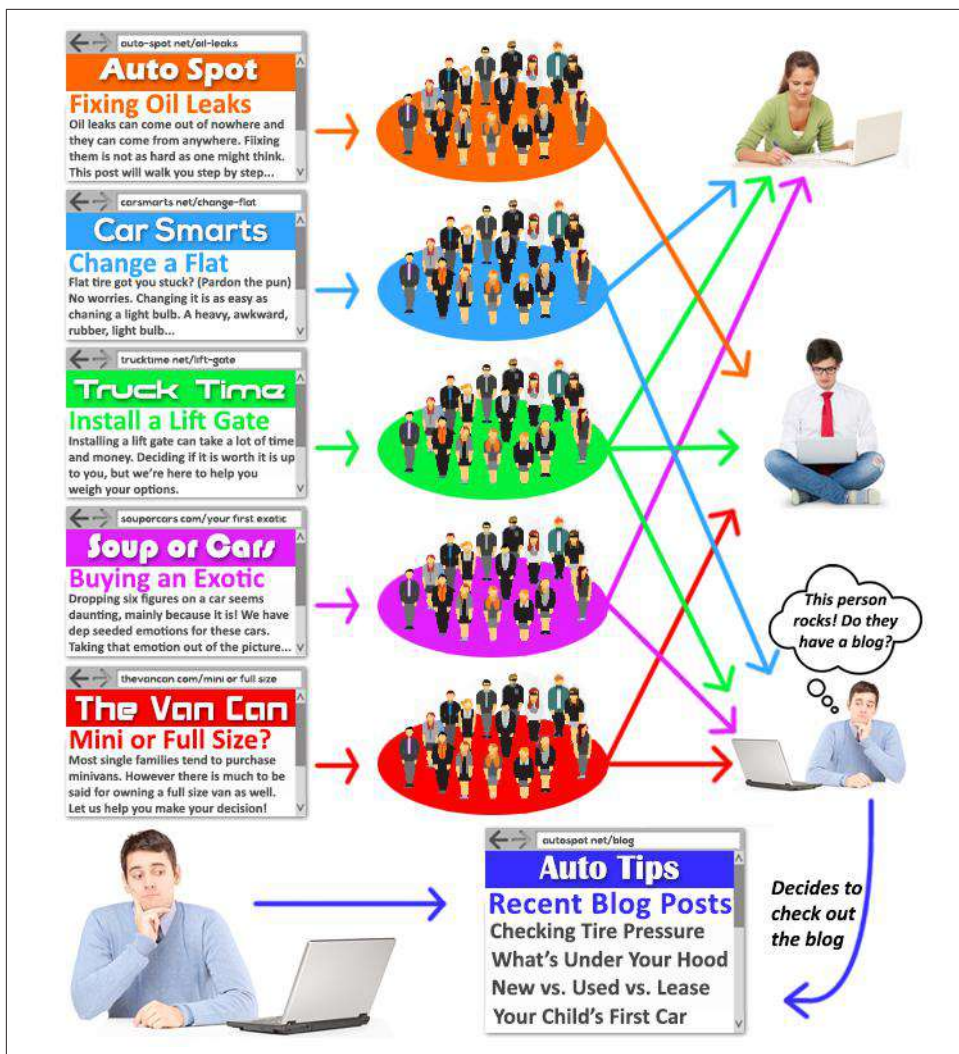 auto-spot net/oil-leaks
Auto Spot
Fixing Oil Leaks
Oil leaks can come out of nowhere and
they can come from anywhere. Fiixing
them is not as hard as one might think.
This post will walk you step by step...
carsmarts net/change-flat
Car Smarts
Change a Flat
Flat tire got you stuck? (Pardon the pun)
No worries. Changing it is as easy as
chaning a light bulb. A heavy, awkward,
rubber, light bulb...
trucktime net/lift-gate
Truck Time
Install a Lift Gate
Installing a lift gate can take a lot of time
and money. Deciding if it is worth it is up
to you, but we're here to help you
weigh your options.
souporcars com/your first exotic
Soup or Cars
Buying an Exotic
Dropping six figures on a car seems
daunting, mainly because it is! We have
dep seeded emotions for these cars.
Taking that emotion out of the picture...
This person
rocks! Do they
have a blog?
thevancan com/mini or full size
The Van Can
Mini or Full Size?
Most single families tend to purchase
minivans. However there is much to be
said for owning a full size van as well.
Let us help you make your decision!
autospot net/blog
Auto Tips
Recent Blog Posts
Checking Tire Pressure
What's Under Your Hood
New vs. Used vs. Lease
Your Child's First Car
Decides to
check out
the blog